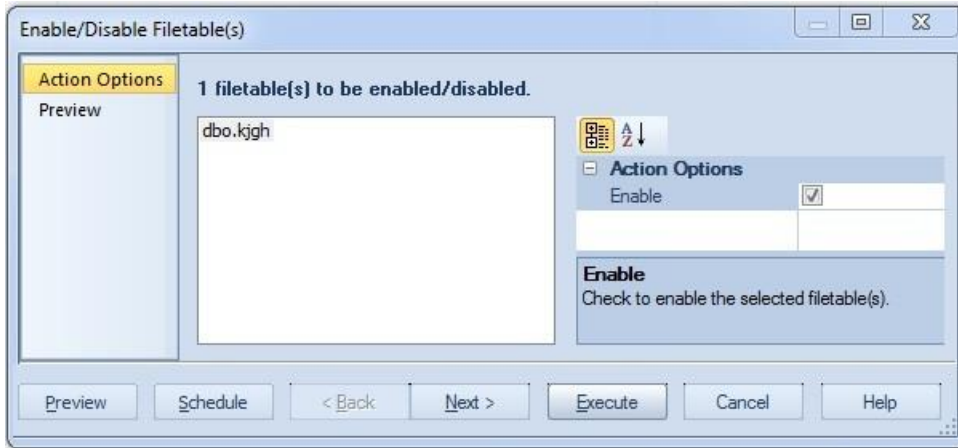 Enable/Disable Filetable(s)
Action Options
Preview
1 filetable(s) to be enabled/disabled.
dbo.kjgh
Action Options
Enable
Enable
Check to enable the selected filetable(s).
Preview
Schedule
< Back
Next >
Execute
Cancel
Help